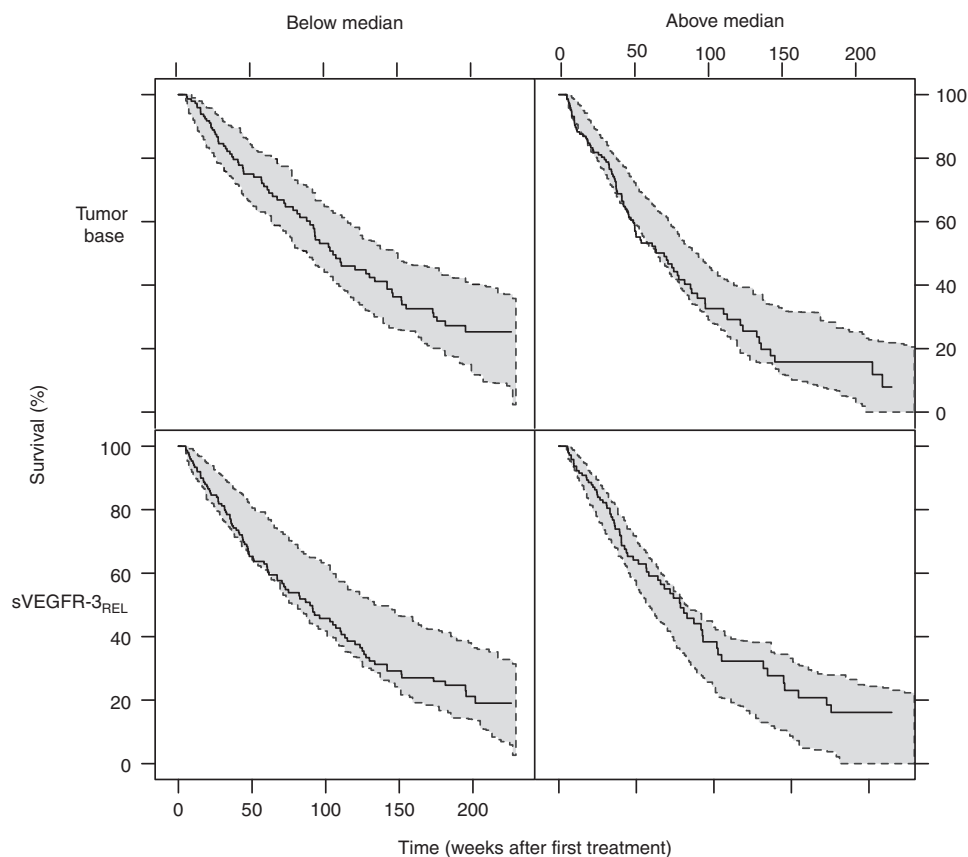 Below median
Above median
0 50 100 150 200
100
80
60
40
20
0
Tumor
base
Survival (%)
100
80
60
40
20
0
sVEGFR-3REL
0 50 100 150 200
Time (weeks after first treatment)